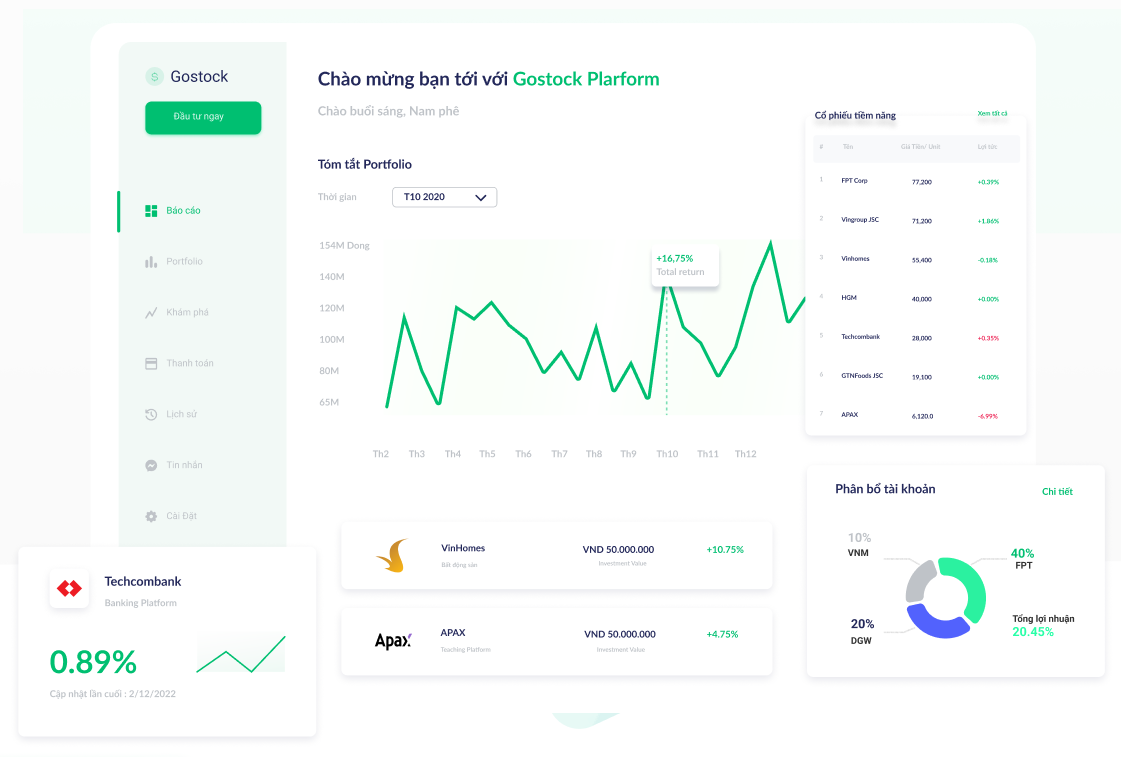 $ Gostock
Đầu tư ngay
Báo cáo
Portfolio
Khám phá
Thanh toán
Lịch sử
Tin nhắn
Cài Đặt
Chào mừng bạn tới với Gostock Plarform
Chào buổi sáng, Nam phê
Tóm tắt Portfolio
Thời gian T10 2020
154M Dong
140M
120M
100M
80M
65M
+16,75%
Total return
Th2 Th3 Th4 Th5 Th6 Th7 Th8 Th9 Th10 Th11 Th12
Cổ phiếu tiềm năng Xem tất cả
# Tên Giá Tiền/ Unit Lợi tức
1 FPT Corp 77,200 +0.39%
2 Vingroup JSC 71,200 +1.86%
3 Vinhomes 55,400 -0.18%
4 HGM 40,000 +0.00%
5 Techcombank 28,000 +0.35%
6 GTNFoods JSC 19,100 +0.00%
7 APAX 6.120.0 -6.99%
VinHomes VND 50.000.000 +10.75%
Bất động sản Investment Value
Apax APAX VND 50.000.000 +4.75%
Teaching Platform Investment Value
Techcombank
Banking Platform
0.89%
Cập nhật lần cuối : 2/12/2022
Phân bổ tài khoản Chi tiết
10%
VNM
40%
FPT
20%
DGW
Tổng lợi nhuận
20.45%